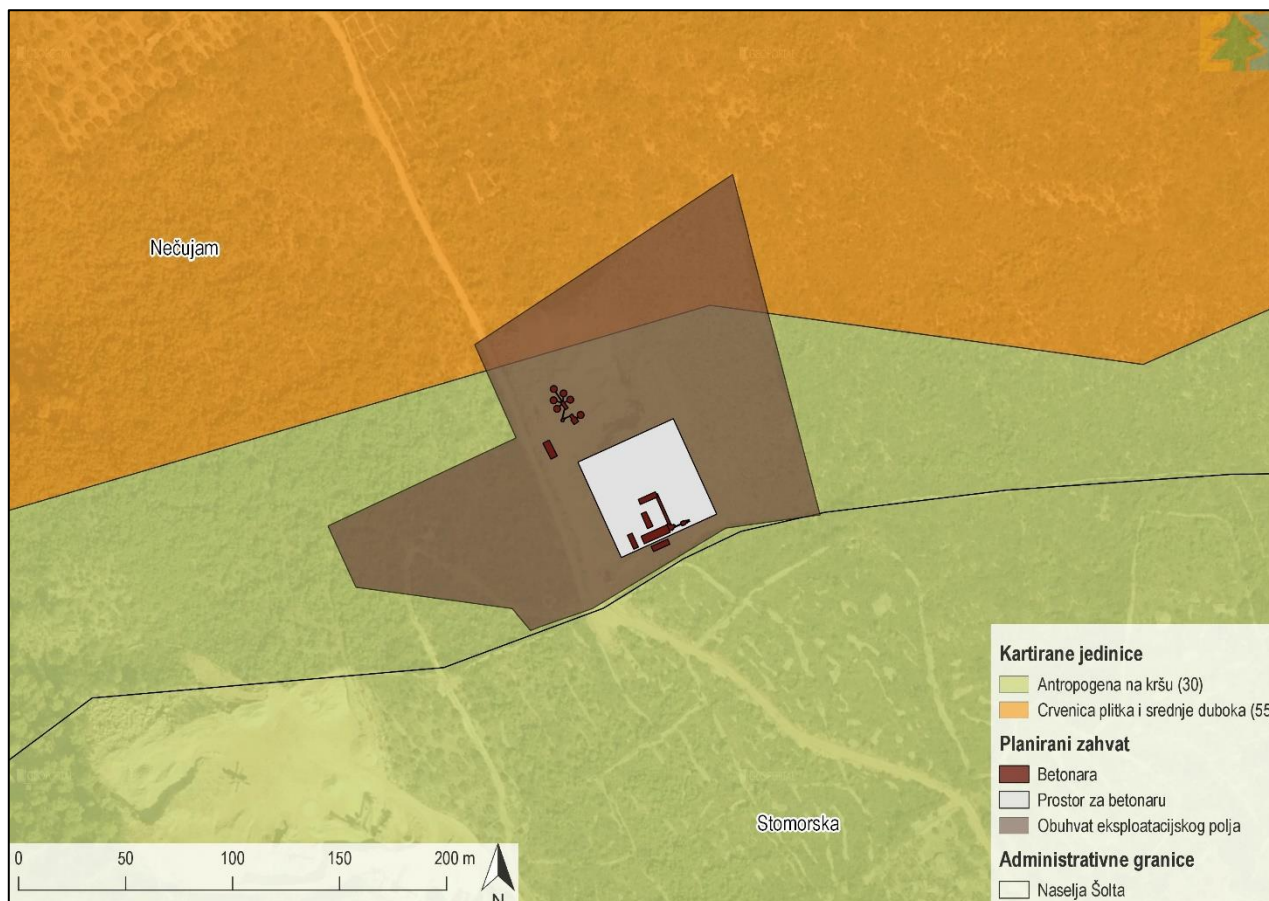 Nečujam
Stomorska
Kartirane jedinice
Antropogena na kršu (30)
Crvenica plitka i srednje duboka (55
Planirani zahvat
Betonara
Prostor za betonaru
Obuhvat eksploatacijskog polja
Administrativne granice
Naselja Šolta
0 50 100 150 200 m
N